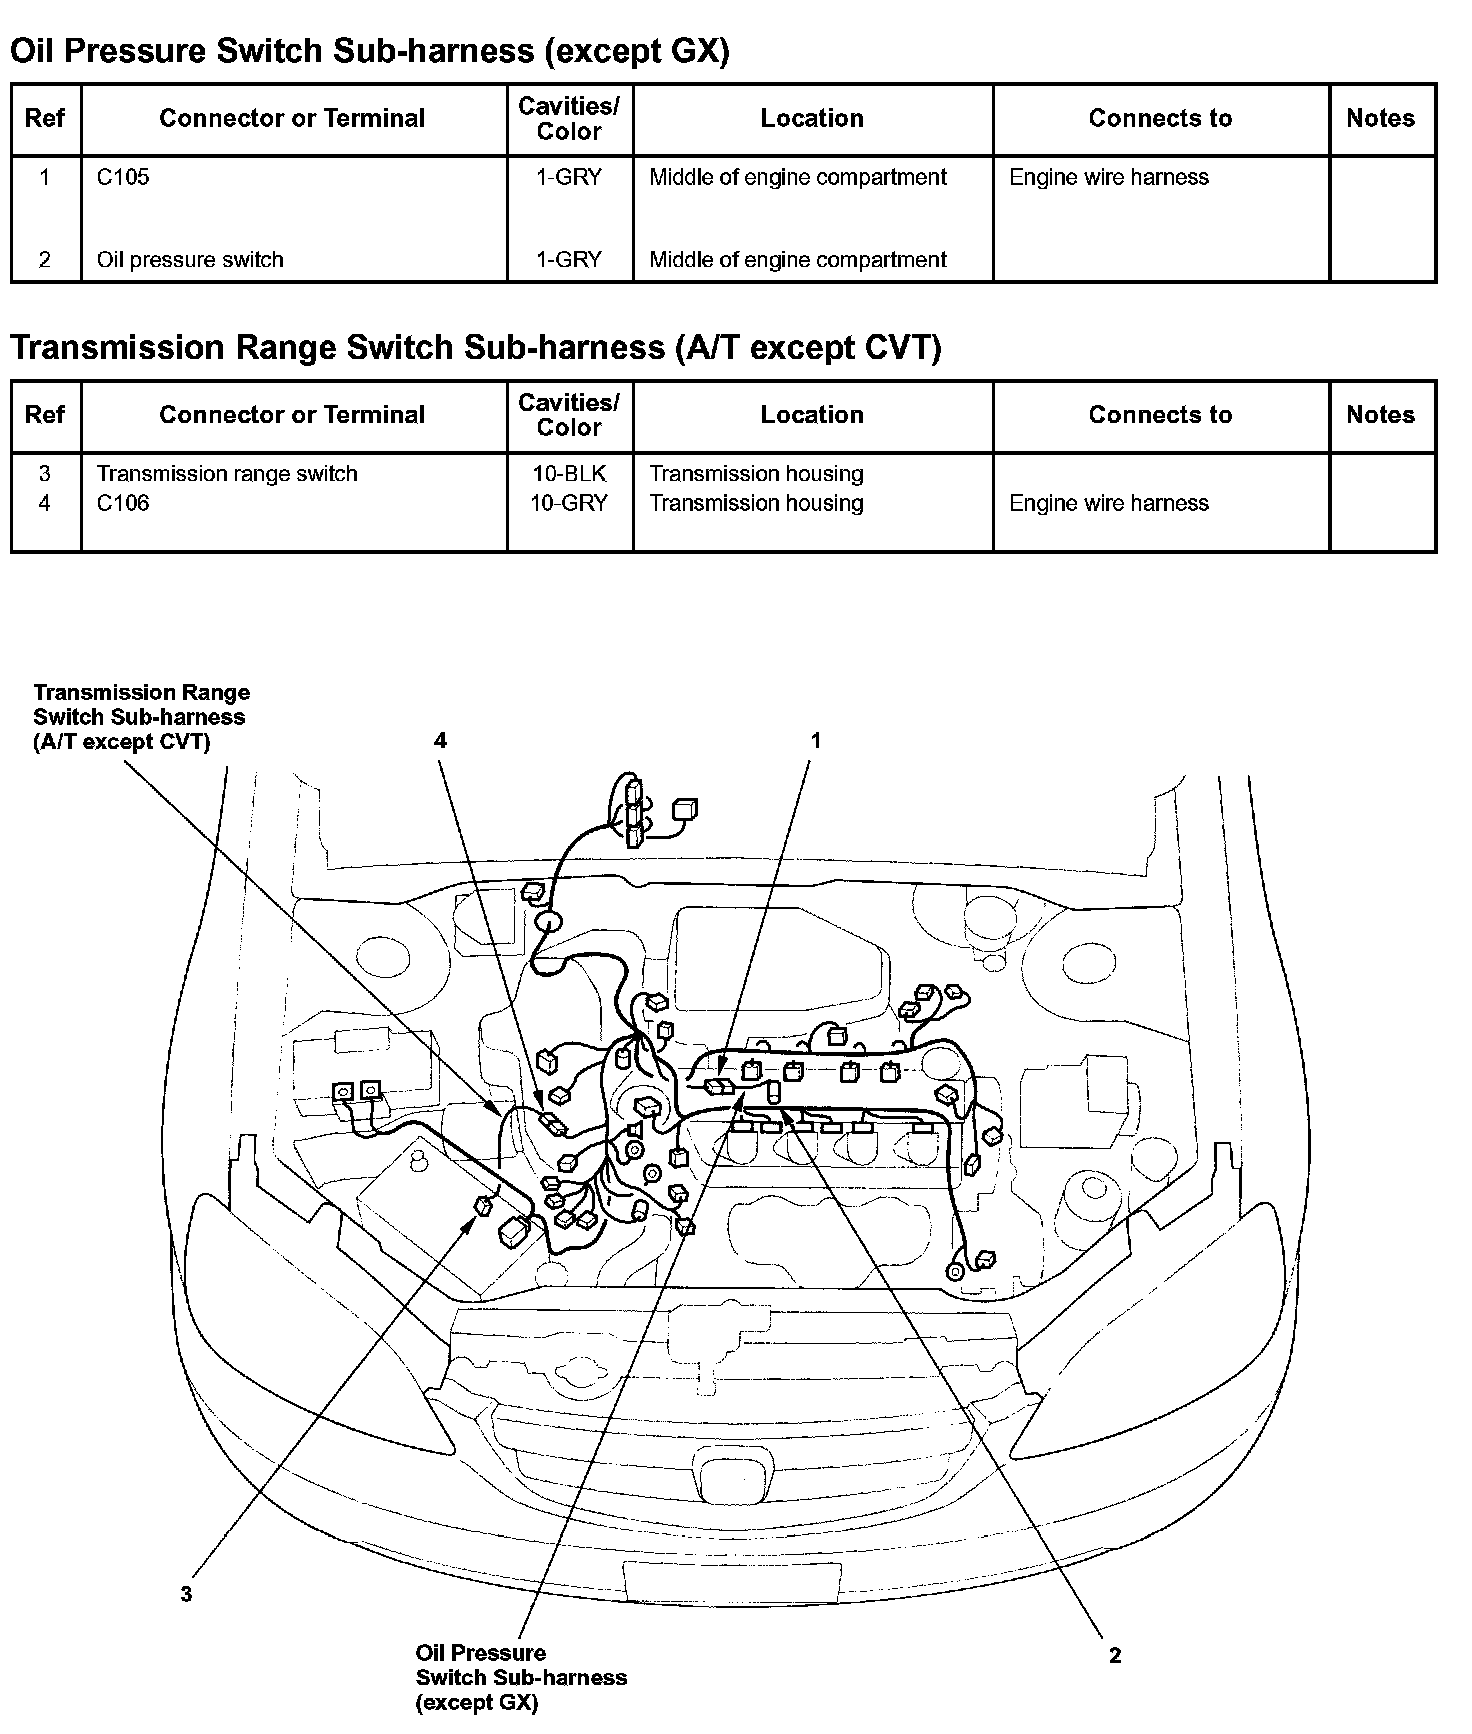 Oil Pressure Switch Sub-harness (except GX)
Ref Connector or Terminal Cavities/ Color Location Connects to Notes
1 C105 1-GRY Middle of engine compartment Engine wire harness
2 Oil pressure switch 1-GRY Middle of engine compartment
Transmission Range Switch Sub-harness (A/T except CVT)
Ref Connector or Terminal Cavities/ Color Location Connects to Notes
3 Transmission range switch 10-BLK Transmission housing
4 C106 10-GRY Transmission housing Engine wire harness
Transmission Range
Switch Sub-harness
(A/T except CVT)
4
1
3
Oil Pressure
Switch Sub-harness
(except GX)
2